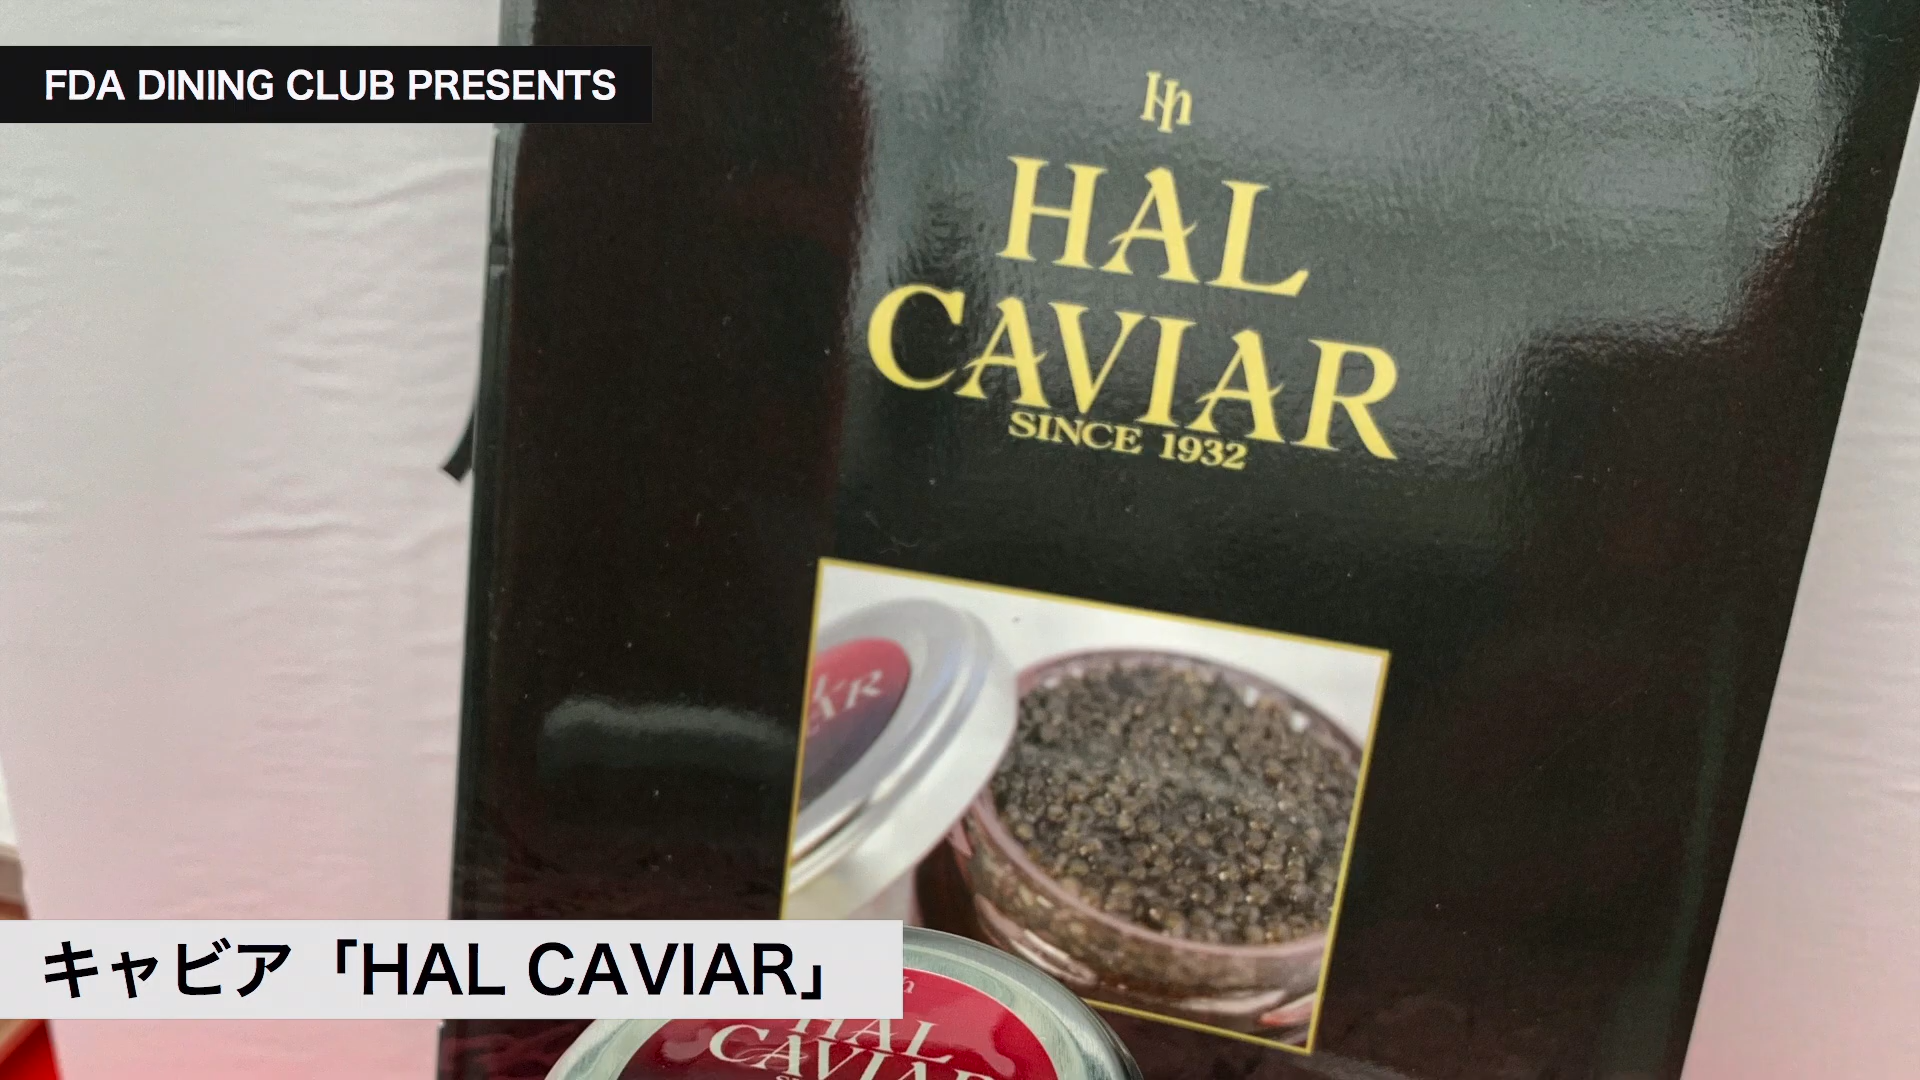 FDA DINING CLUB PRESENTS
HAL
CAVIAR
SINCE 1932
キャビア「HAL CAVIAR」
HAL
CAVIAR